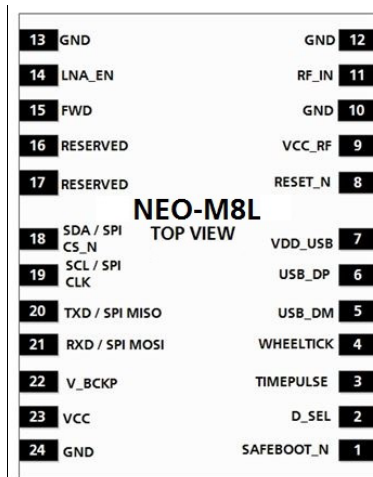 13 GND GND 12
14 LNA_EN RF_IN 11
15 FWD GND 10
16 RESERVED VCC_RF 9
17 RESERVED RESET_N 8
NEO-M8L
TOP VIEW
18 SDA / SPI
CS_N
VDD_USB 7
19 SCL / SPI
CLK
USB_DP 6
20 TXD / SPI MISO USB_DM 5
21 RXD / SPI MOSI WHEELTICK 4
22 V_BCKP TIMEPULSE 3
23 VCC D_SEL 2
24 GND SAFEBOOT_N 1